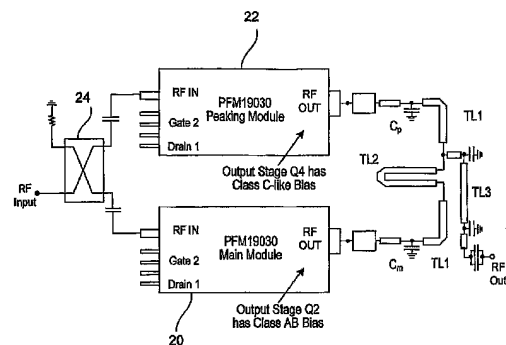 22
24
RF IN
PFM19030
Peaking Module
RF
OUT
Gate 2
Drain 1
Output Stage Q4 has
Class C-like Bias
Cp
TL1
TL2
TL3
RF
Input
RF IN
PFM19030
Main Module
RF
OUT
Gate 2
Drain 1
Output Stage Q2
has Class AB Bias
Cm
TL1
RF
Out
20